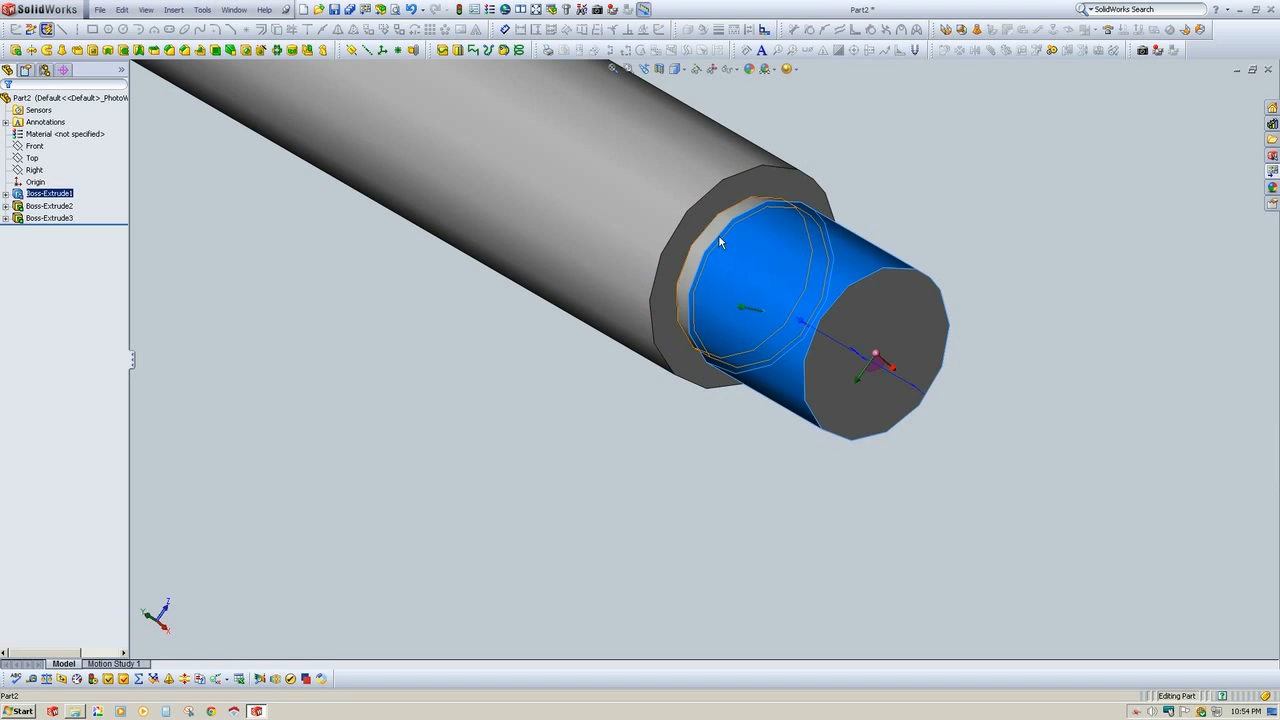 SolidWorks
File Edit View Insert Tools Window Help
Part2 *
SolidWorks Search
Part2 (Default<<Default>_PhotoW
Sensors
Annotations
Material <not specified>
Front
Top
Right
Origin
Boss-Extrude1
Boss-Extrude2
Boss-Extrude3
Z
Y
X
Model
Motion Study 1
Part2
Editing Part
Start
10:54 PM